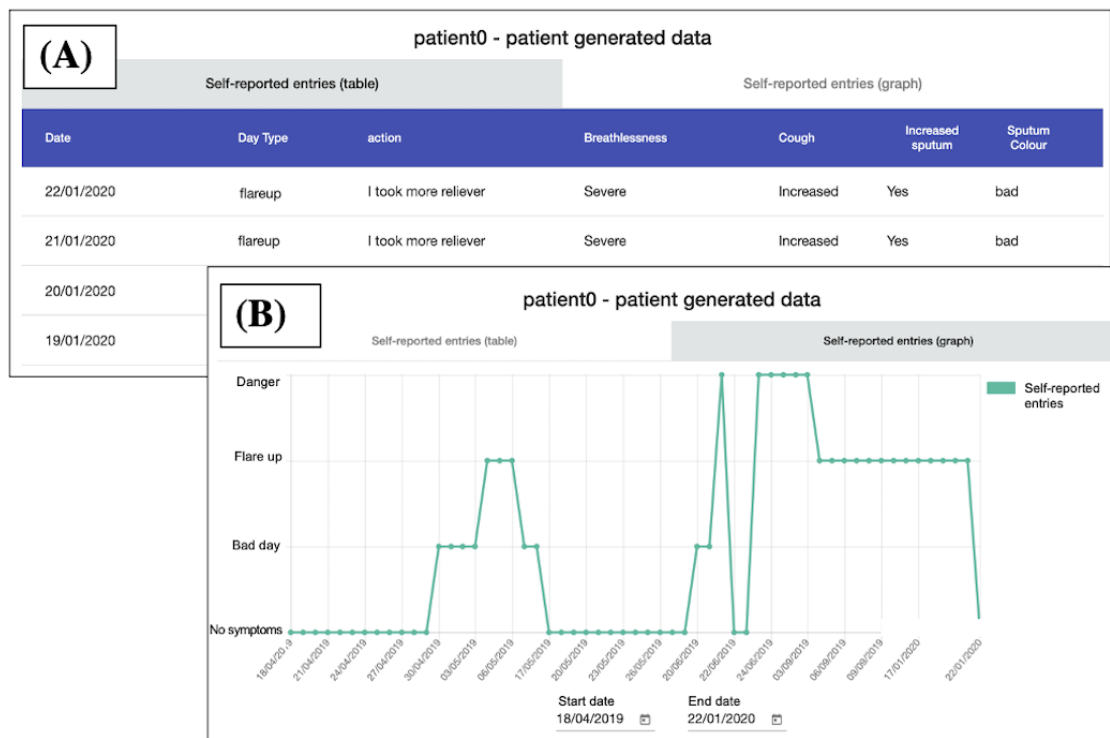 (A)
patient0 - patient generated data
Self-reported entries (table) Self-reported entries (graph)
Date Day Type action Breathlessness Cough Increased sputum Sputum Colour
22/01/2020 flareup I took more reliever Severe Increased Yes bad
21/01/2020 flareup I took more reliever Severe Increased Yes bad
20/01/2020
19/01/2020
(B)
patient0 - patient generated data
Self-reported entries (table) Self-reported entries (graph)
Danger
Flare up
Bad day
No symptoms
Self-reported
entries
18/04/2019 21/04/2019 24/04/2019 27/04/2019 30/04/2019 03/05/2019 06/05/2019 17/05/2019 20/05/2019 23/05/2019 26/05/2019 20/06/2019 22/06/2019 24/06/2019 03/09/2019 06/09/2019 09/09/2019 17/01/2020 22/01/2020
Start date End date
18/04/2019 22/01/2020